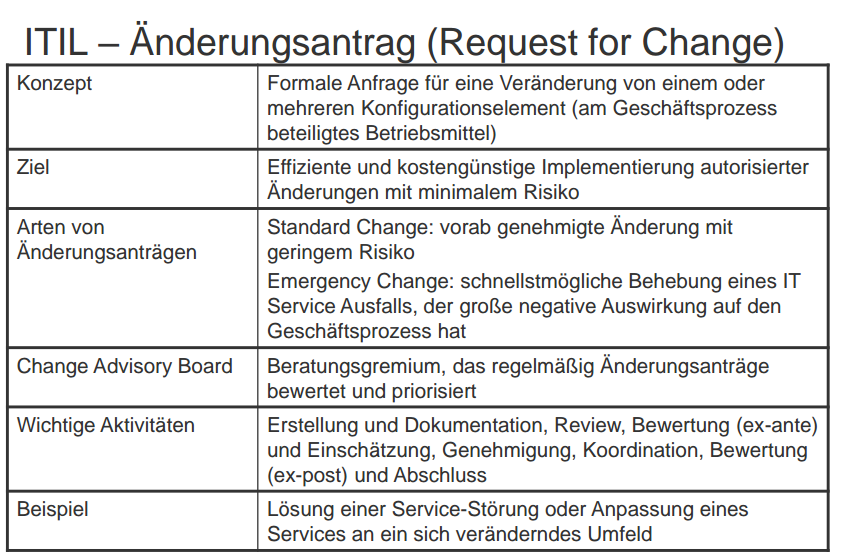 ITIL – Änderungsantrag (Request for Change)
Konzept
Formale Anfrage für eine Veränderung von einem oder
mehreren Konfigurationselement (am Geschäftsprozess
beteiligtes Betriebsmittel)
Ziel
Effiziente und kostengünstige Implementierung autorisierter
Änderungen mit minimalem Risiko
Arten von
Änderungsanträgen
Standard Change: vorab genehmigte Änderung mit
geringem Risiko
Emergency Change: schnellstmögliche Behebung eines IT
Service Ausfalls, der große negative Auswirkung auf den
Geschäftsprozess hat
Change Advisory Board
Beratungsgremium, das regelmäßig Änderungsanträge
bewertet und priorisiert
Wichtige Aktivitäten
Erstellung und Dokumentation, Review, Bewertung (ex-ante)
und Einschätzung, Genehmigung, Koordination, Bewertung
(ex-post) und Abschluss
Beispiel
Lösung einer Service-Störung oder Anpassung eines
Services an ein sich veränderndes Umfeld